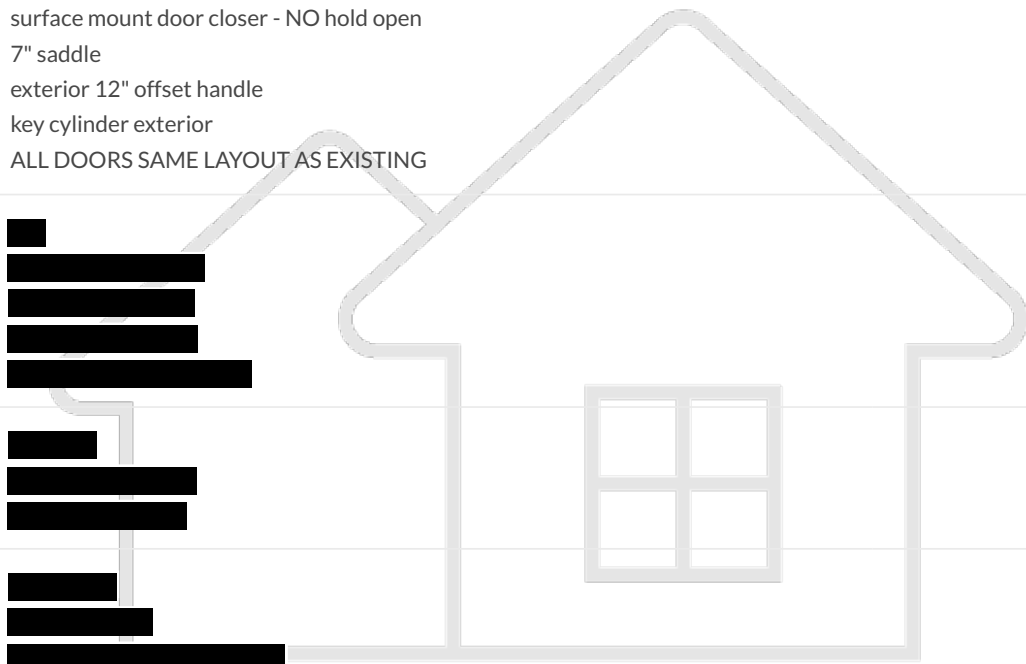 surface mount door closer - NO hold open
7" saddle
exterior 12" offset handle
key cylinder exterior
ALL DOORS SAME LAYOUT AS EXISTING